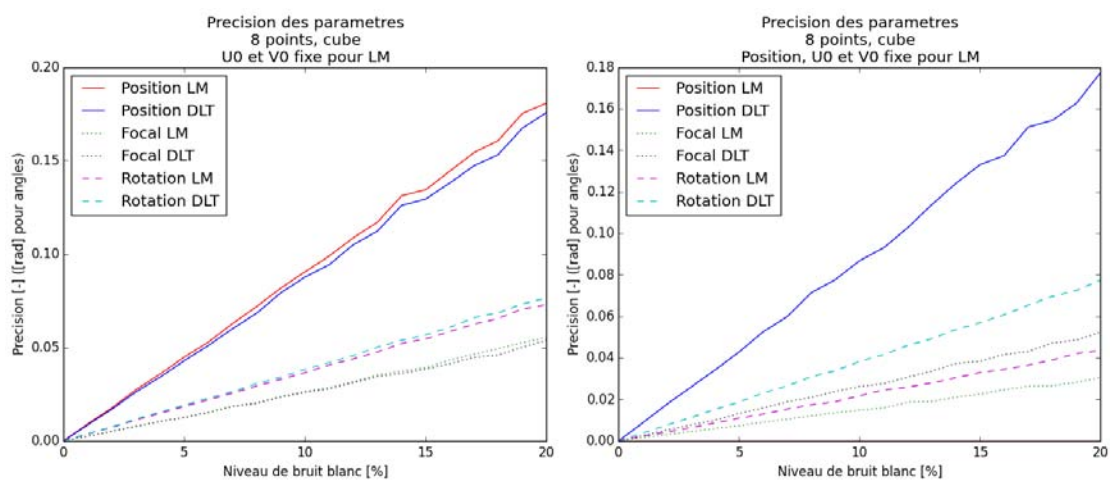 Precision des parametres
8 points, cube
U0 et V0 fixe pour LM
0.20
0.15
0.10
0.05
0.00
Precision [-] ([rad] pour angles)
Position LM
Position DLT
Focal LM
Focal DLT
Rotation LM
Rotation DLT
0
5
10
15
20
Niveau de bruit blanc [%]
Precision des parametres
8 points, cube
Position, U0 et V0 fixe pour LM
0.18
0.16
0.14
0.12
0.10
0.08
0.06
0.04
0.02
0.00
Precision [-] ([rad] pour angles)
Position LM
Position DLT
Focal LM
Focal DLT
Rotation LM
Rotation DLT
0
5
10
15
20
Niveau de bruit blanc [%]